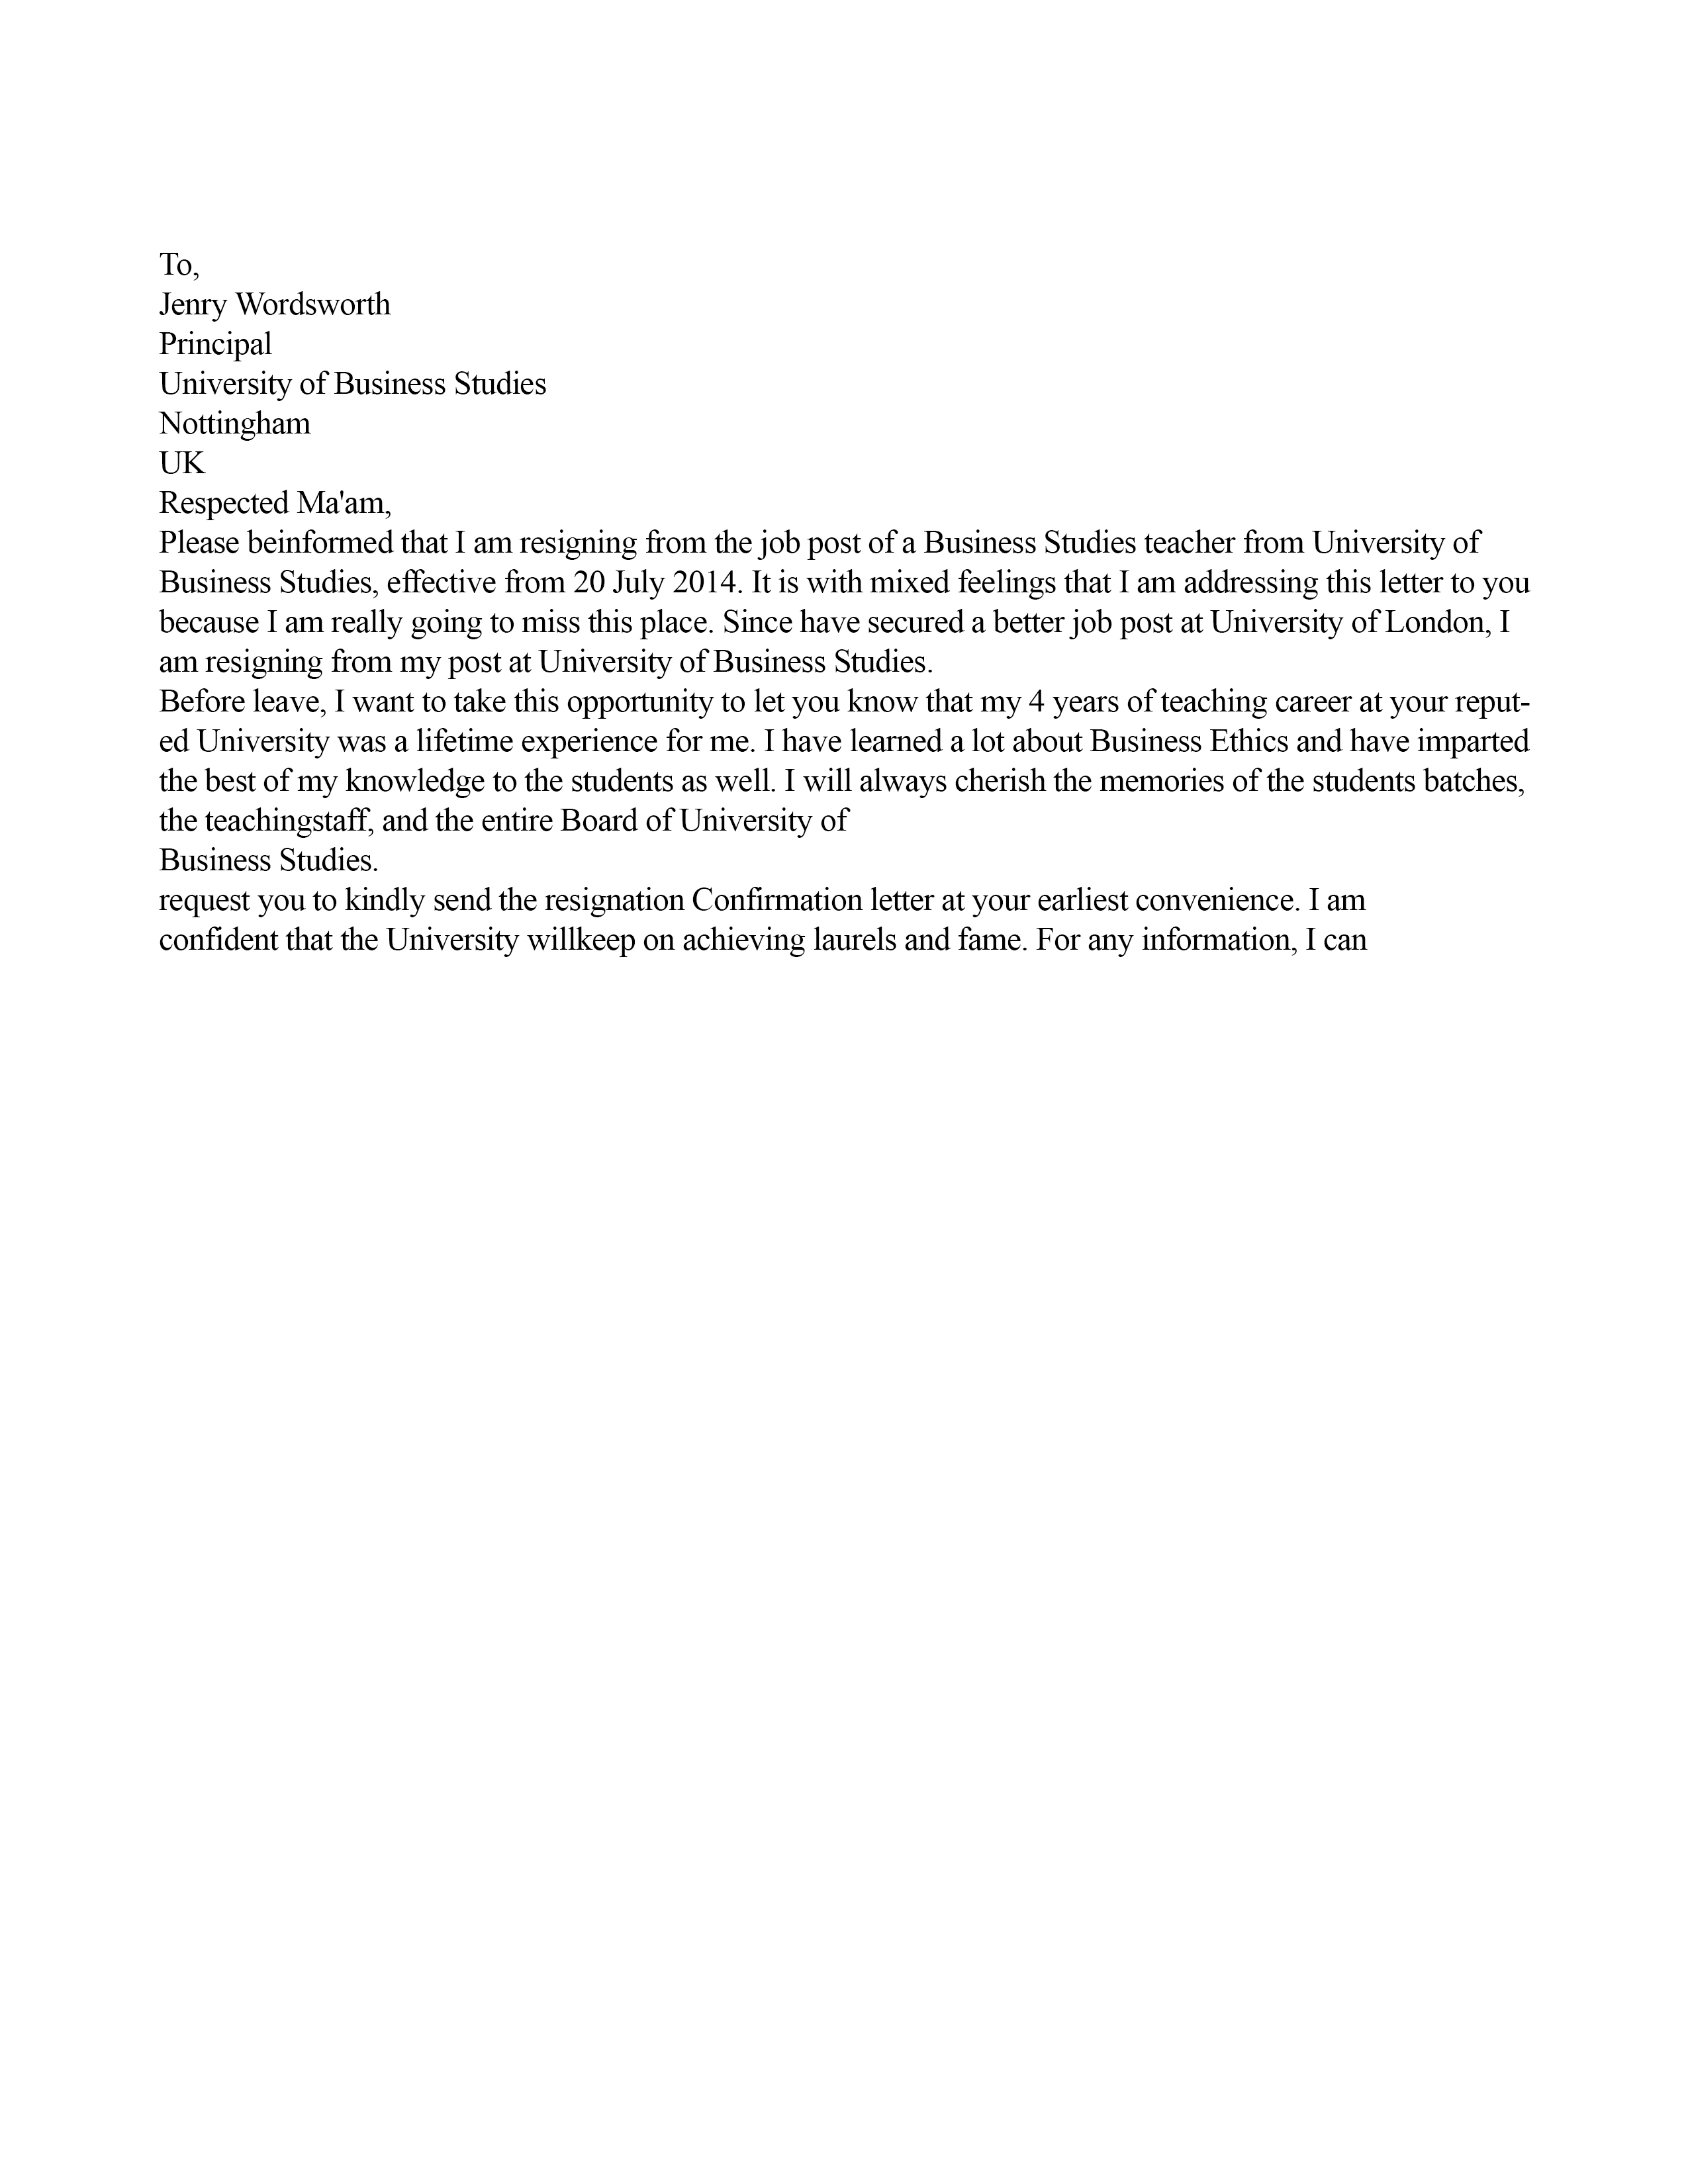 To,
Jenry Wordsworth
Principal
University of Business Studies
Nottingham
UK
Respected Ma'am,
Please beinformed that I am resigning from the job post of a Business Studies teacher from University of
Business Studies, effective from 20 July 2014. It is with mixed feelings that I am addressing this letter to you
because I am really going to miss this place. Since have secured a better job post at University of London, I
am resigning from my post at University of Business Studies.
Before leave, I want to take this opportunity to let you know that my 4 years of teaching career at your reput-
ed University was a lifetime experience for me. I have learned a lot about Business Ethics and have imparted
the best of my knowledge to the students as well. I will always cherish the memories of the students batches,
the teachingstaff, and the entire Board of University of
Business Studies.
request you to kindly send the resignation Confirmation letter at your earliest convenience. I am
confident that the University willkeep on achieving laurels and fame. For any information, I can